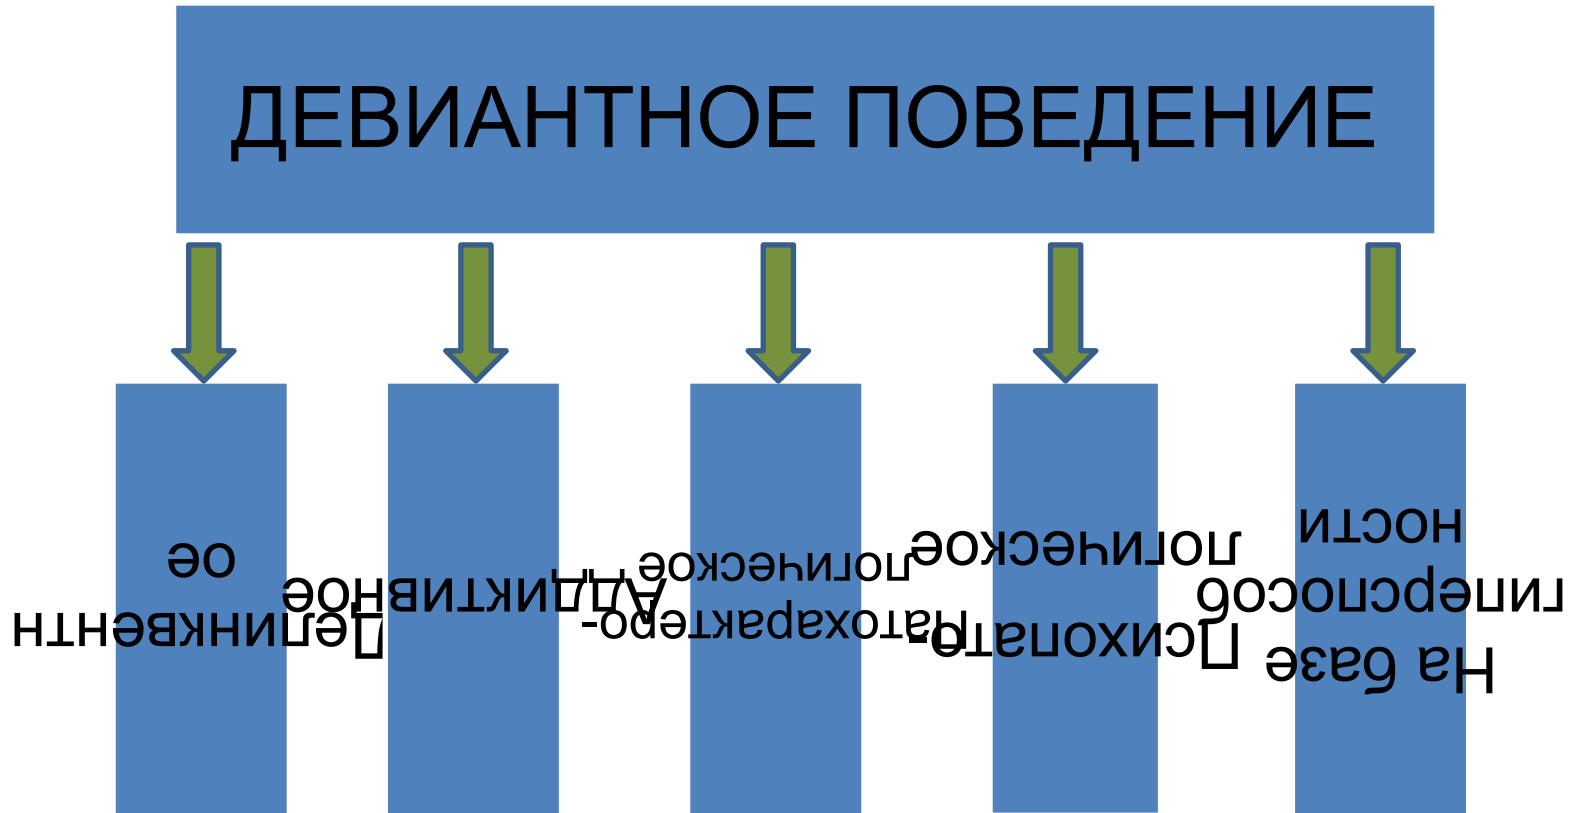 ДЕВИАНТНОЕ ПОВЕДЕНИЕ
Делинквентн
ое
Аддиктивное
Патохарактеро-
логическое
Психопато-
логическое
На базе
гиперспособ
ности